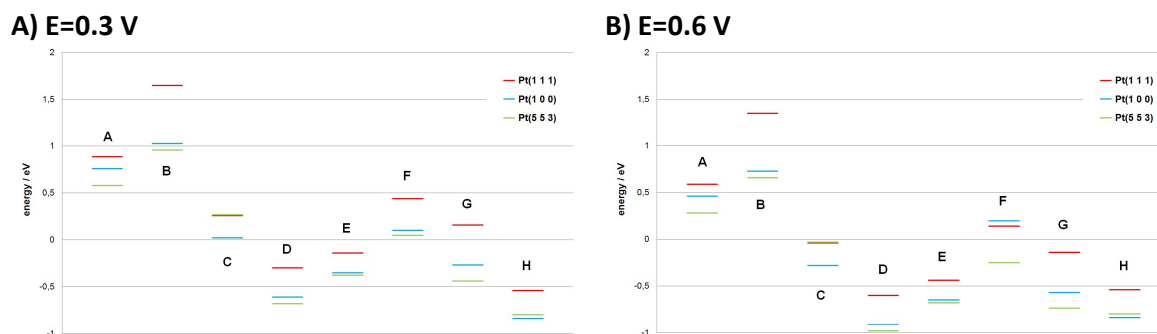 A) E=0.3 V
2
1,5
1
0,5
0
-0,5
-1
energy / eV
Pt(1 1 1)
Pt(1 0 0)
Pt(5 5 3)
A
B
C
D
E
F
G
H
B) E=0.6 V
2
1,5
1
0,5
0
-0,5
-1
energy / eV
Pt(1 1 1)
Pt(1 0 0)
Pt(5 5 3)
A
B
C
D
E
F
G
H